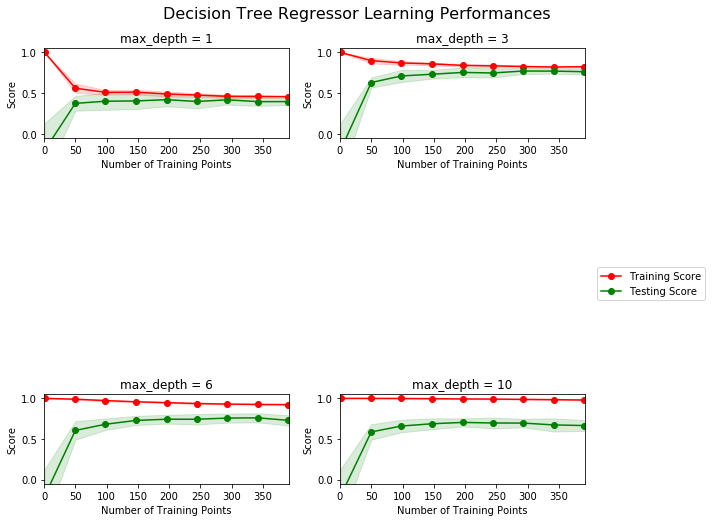 Decision Tree Regressor Learning Performances
max_depth = 1
1.0
0.5
0.0
Score
0 50 100 150 200 250 300 350
Number of Training Points
max_depth = 3
1.0
0.5
0.0
Score
0 50 100 150 200 250 300 350
Number of Training Points
Training Score
Testing Score
max_depth = 6
1.0
0.5
0.0
Score
0 50 100 150 200 250 300 350
Number of Training Points
max_depth = 10
1.0
0.5
0.0
Score
0 50 100 150 200 250 300 350
Number of Training Points